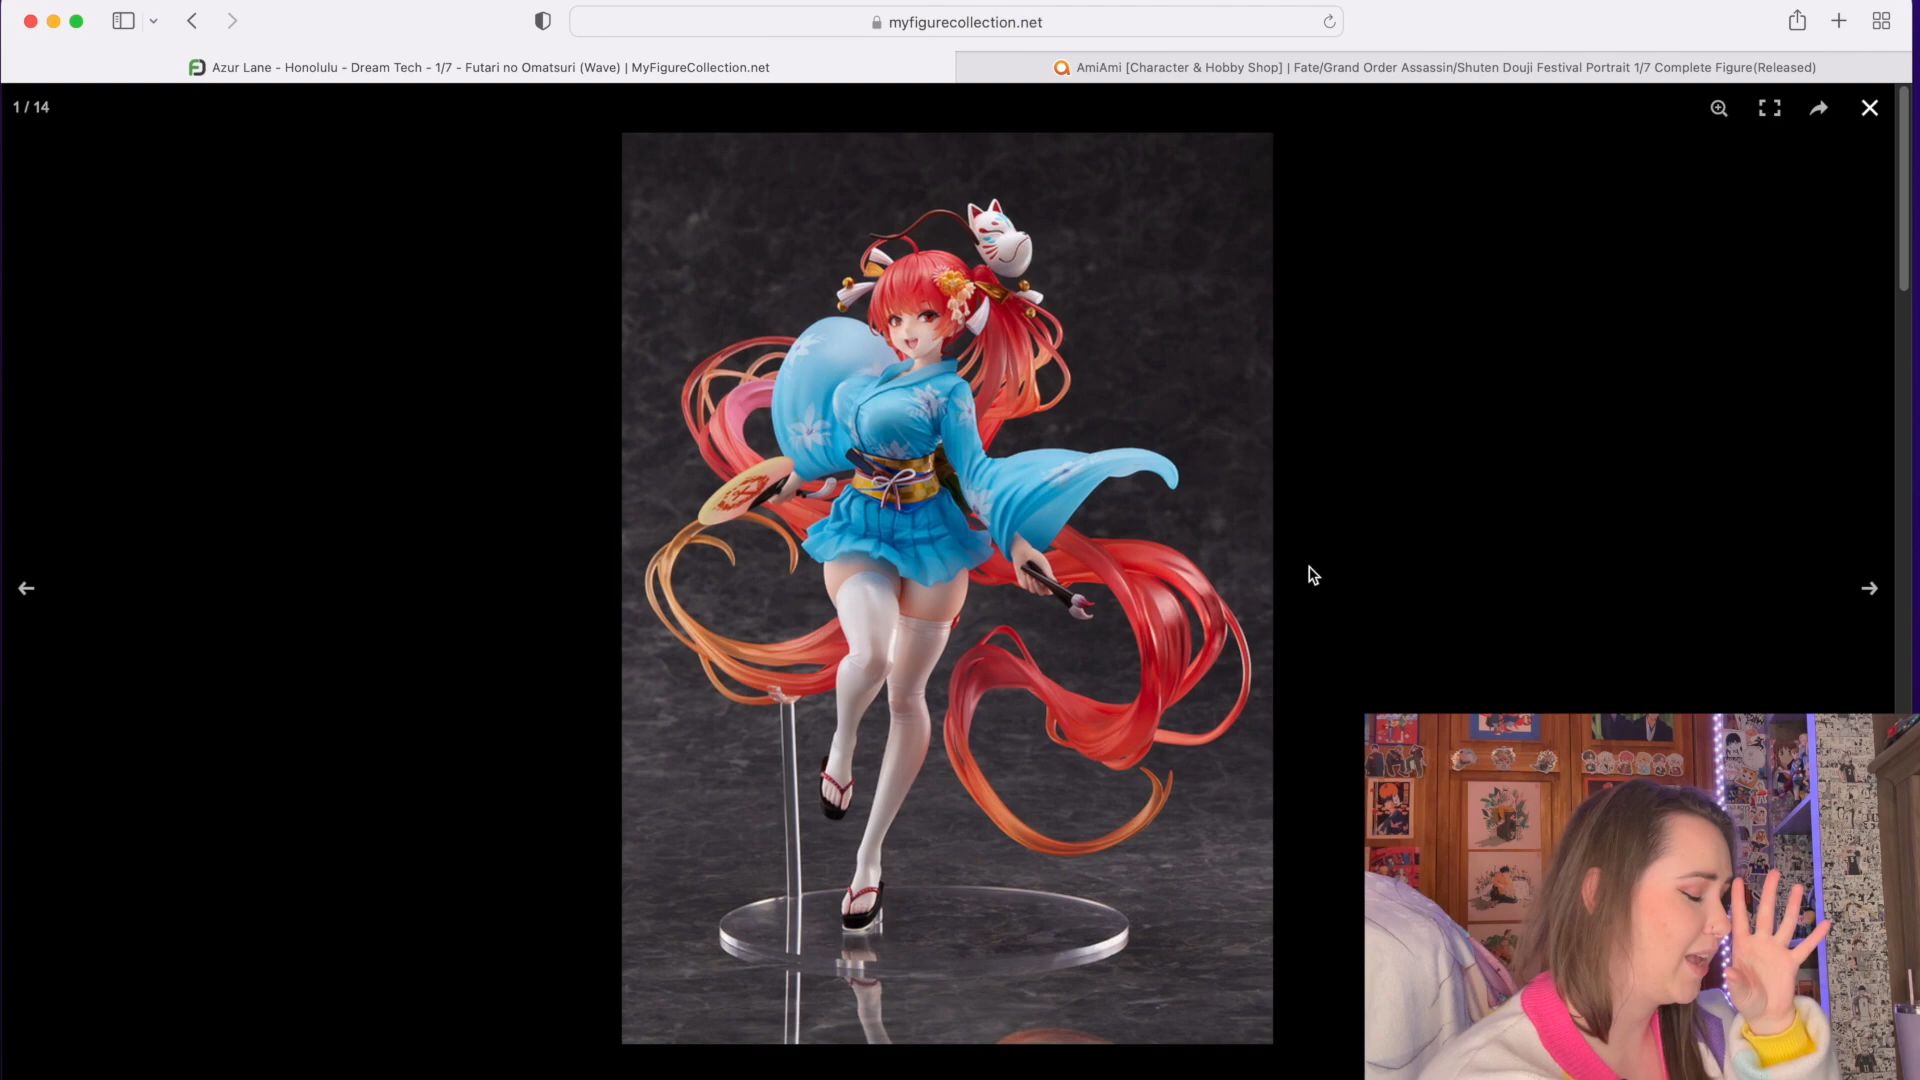 myfigurecollection.net
Azur Lane - Honolulu - Dream Tech - 1/7 - Futari no Omatsuri (Wave) | MyFigureCollection.net
AmiAmi [Character & Hobby Shop] | Fate/Grand Order Assassin/Shuten Douji Festival Portrait 1/7 Complete Figure(Released)
1 / 14